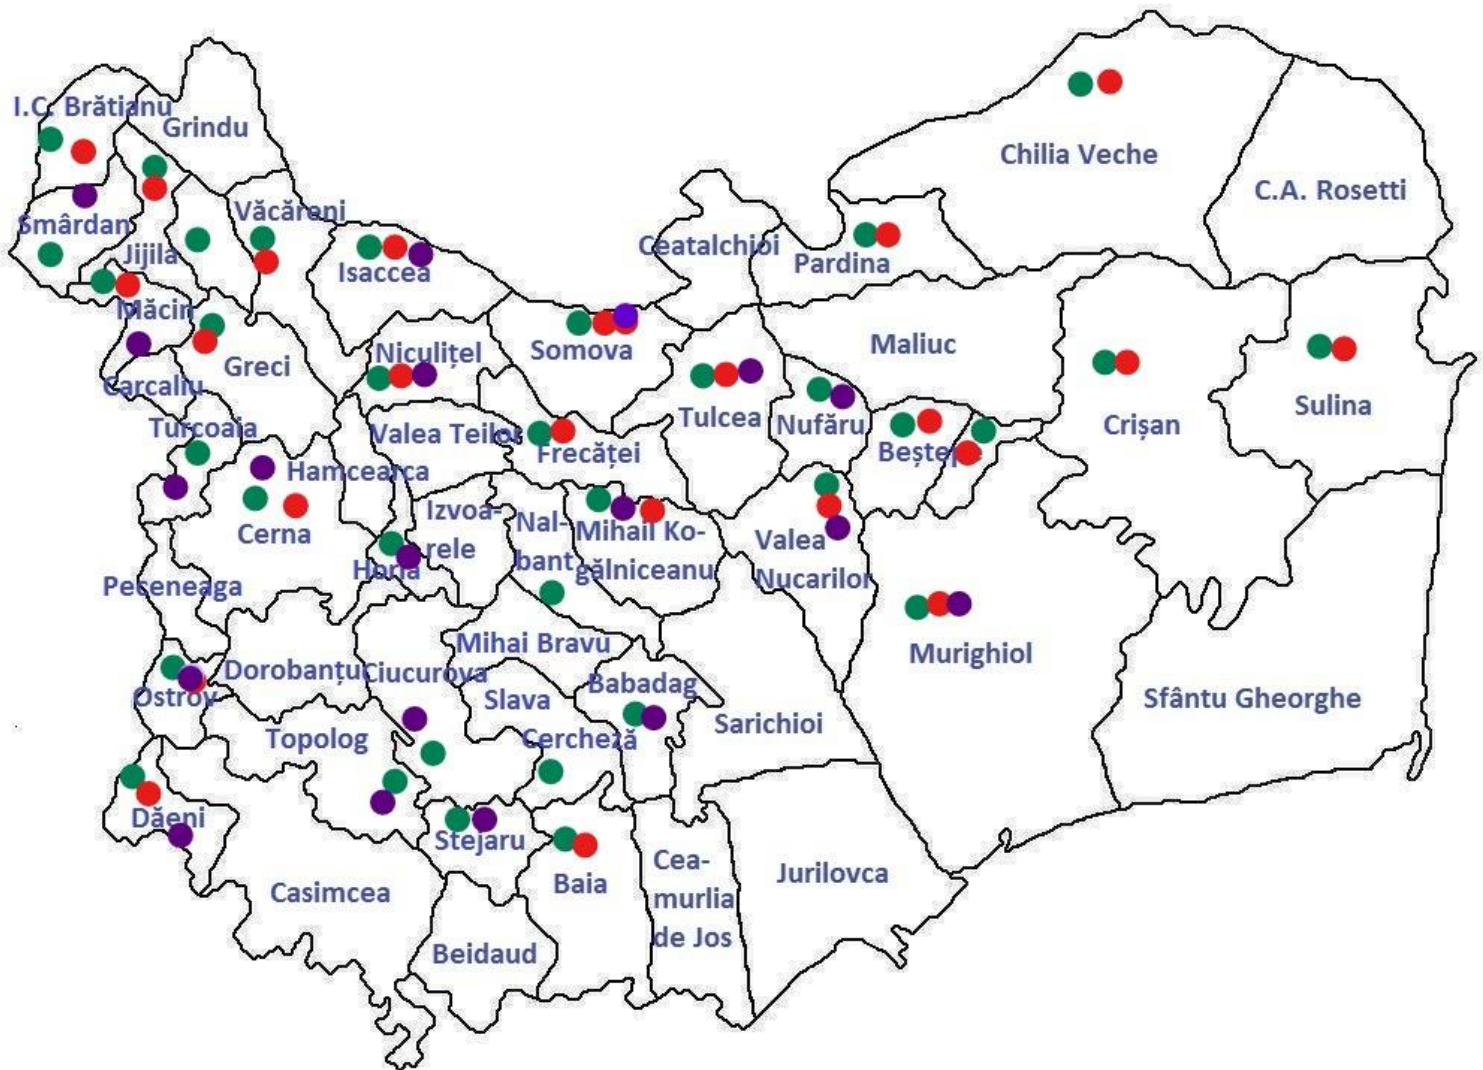 I.C. Brătianu
Grindu
Chilia Veche
C.A. Rosetti
Smârdan
Văcăreni
Jijila
Isaccea
Ceatalchioi
Pardina
Măcin
Niculițel
Somova
Maliuc
Greci
Carcaliu
Tulcea
Nufăru
Crișan
Sulina
Turcoaia
Valea Teilor
Frecăței
Beștepe
Hamcearca
Cerna
Izvoa-
rele
Nal-
bant
Mihail Ko-
gălniceanu
Valea
Nucarilor
Horia
Peceneaga
Mihai Bravu
Murighiol
Dorobanțu
Ciucurova
Ostrov
Slava
Cercheză
Babadag
Sarichioi
Sfântu Gheorghe
Topolog
Dăeni
Stejaru
Casimcea
Baia
Cea-
murlia
de Jos
Jurilovca
Beidaud